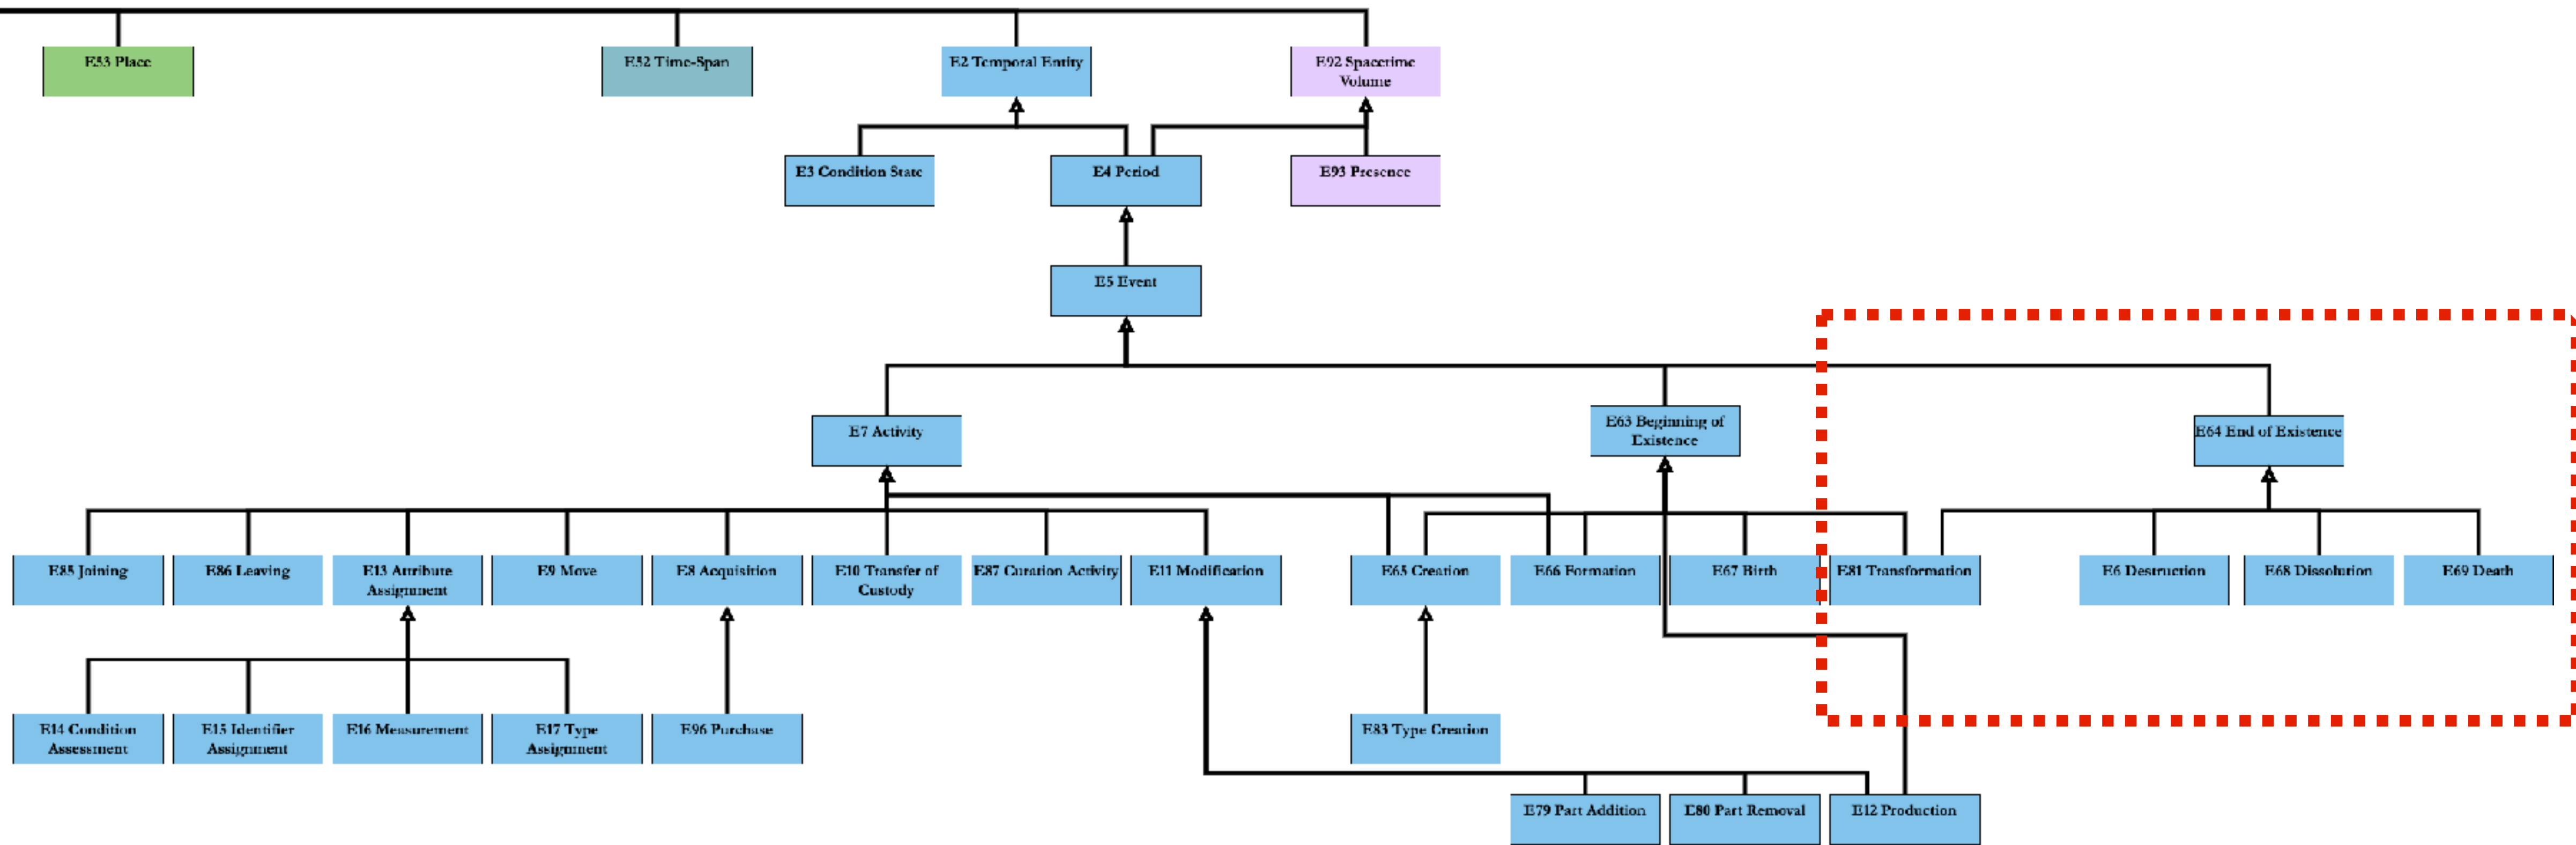 E53 Place
E52 Time-Span
E2 Temporal Entity
E92 Spacetime
Volume
E3 Condition State
E4 Period
E93 Presence
E5 Event
E7 Activity
E63 Beginning of
Existence
E64 End of Existence
E85 Joining
E86 Leaving
E13 Attribute
Assignment
E9 Move
E8 Acquisition
E10 Transfer of
Custody
E87 Curation Activity
E11 Modification
E65 Creation
E66 Formation
E67 Birth
E81 Transformation
E6 Destruction
E68 Dissolution
E69 Death
E14 Condition
Assessment
E15 Identifier
Assignment
E16 Measurement
E17 Type
Assignment
E96 Purchase
E83 Type Creation
E79 Part Addition
E80 Part Removal
E12 Production